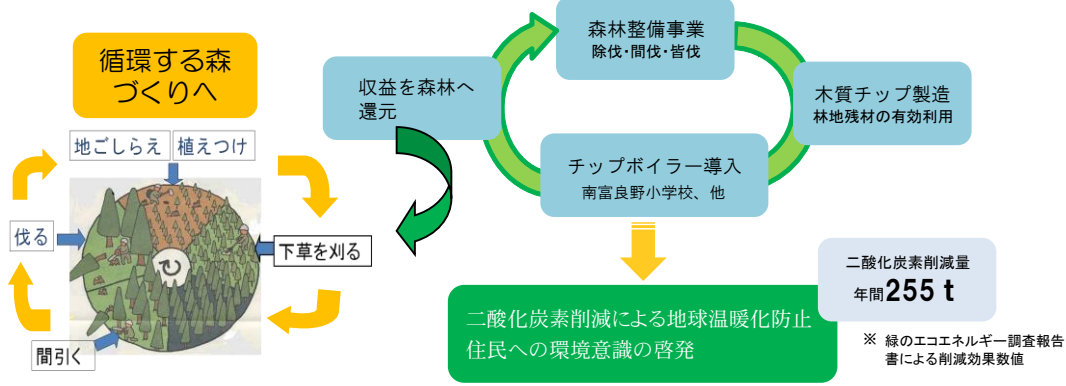 循環する森
づくりへ
地ごしらえ
植えつけ
伐る
下草を刈る
間引く
収益を森林へ
還元
森林整備事業
除伐・間伐・皆伐
木質チップ製造
林地残材の有効利用
チップボイラー導入
南富良野小学校、他
二酸化炭素削減量
年間255 t
二酸化炭素削減による地球温暖化防止
住民への環境意識の啓発
※ 緑のエコエネルギー調査報告
書による削減効果数値